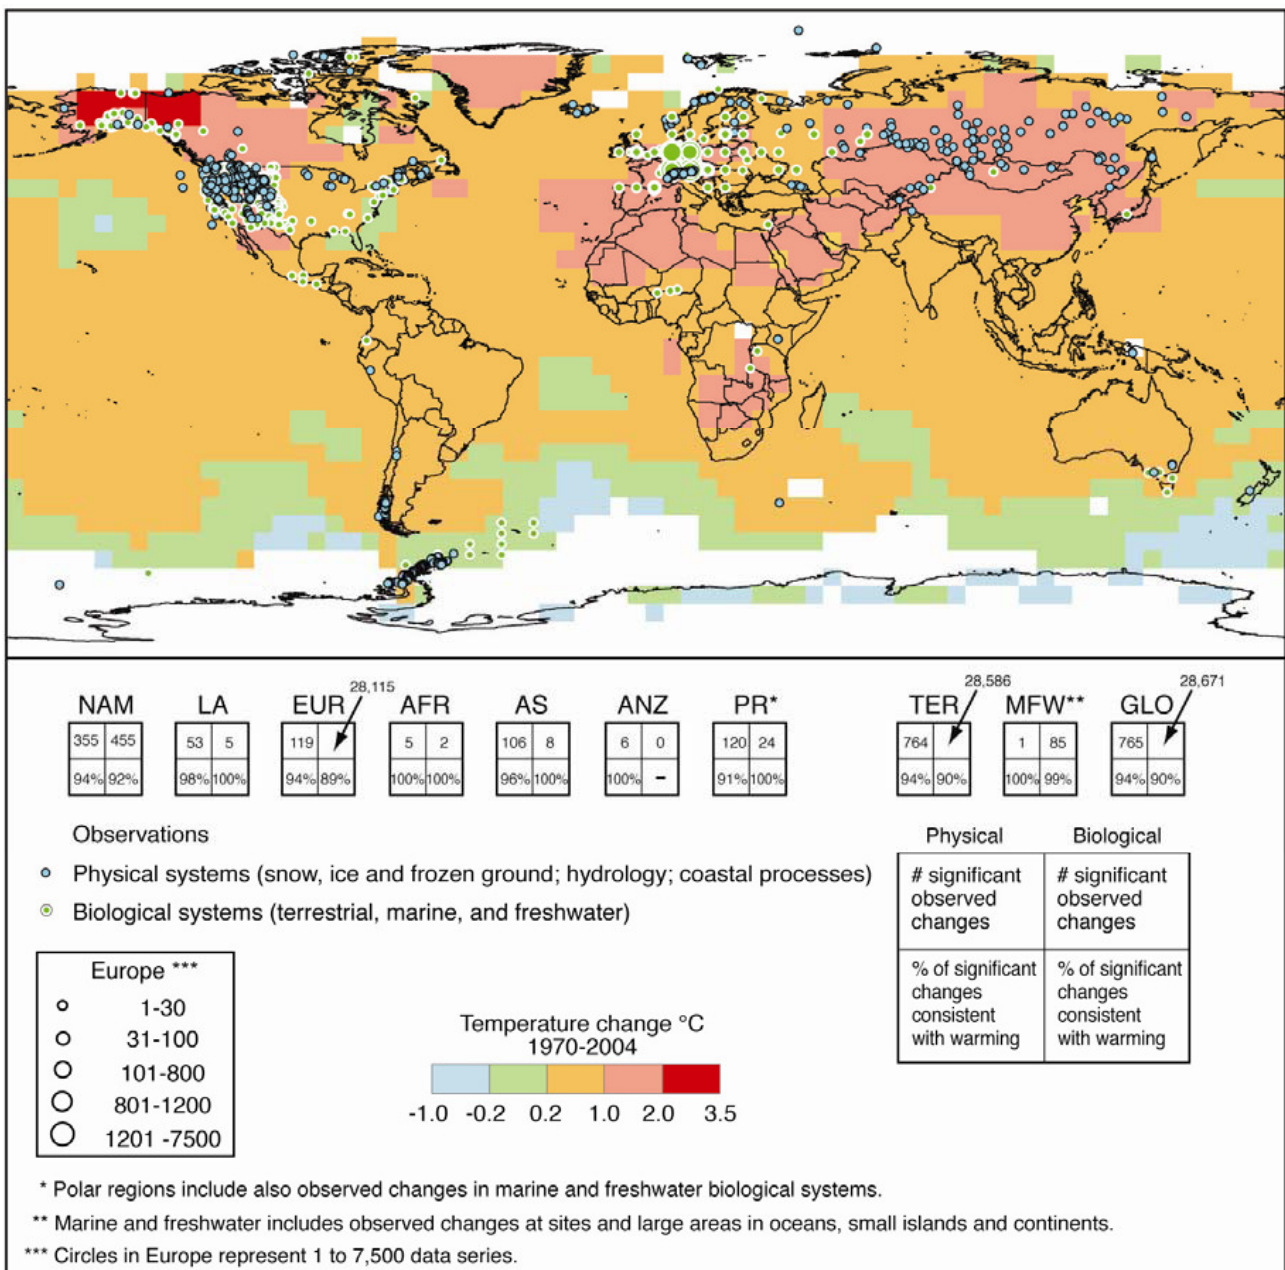 28,115
28,586
28,671
NAM LA EUR AFR AS ANZ PR* TER MFW** GLO
355 455 53 5 119 5 2 106 8 6 0 120 24 764 1 85 765
94% 92% 98% 100% 94% 89% 100% 100% 96% 100% 100% – 91% 100% 94% 90% 100% 99% 94% 90%
Observations
Physical systems (snow, ice and frozen ground; hydrology; coastal processes)
Biological systems (terrestrial, marine, and freshwater)
Physical Biological
# significant
observed
changes
# significant
observed
changes
% of significant
changes
consistent
with warming
% of significant
changes
consistent
with warming
Europe ***
1-30
31-100
101-800
801-1200
1201 -7500
Temperature change °C
1970-2004
-1.0 -0.2 0.2 1.0 2.0 3.5
* Polar regions include also observed changes in marine and freshwater biological systems.
** Marine and freshwater includes observed changes at sites and large areas in oceans, small islands and continents.
*** Circles in Europe represent 1 to 7,500 data series.